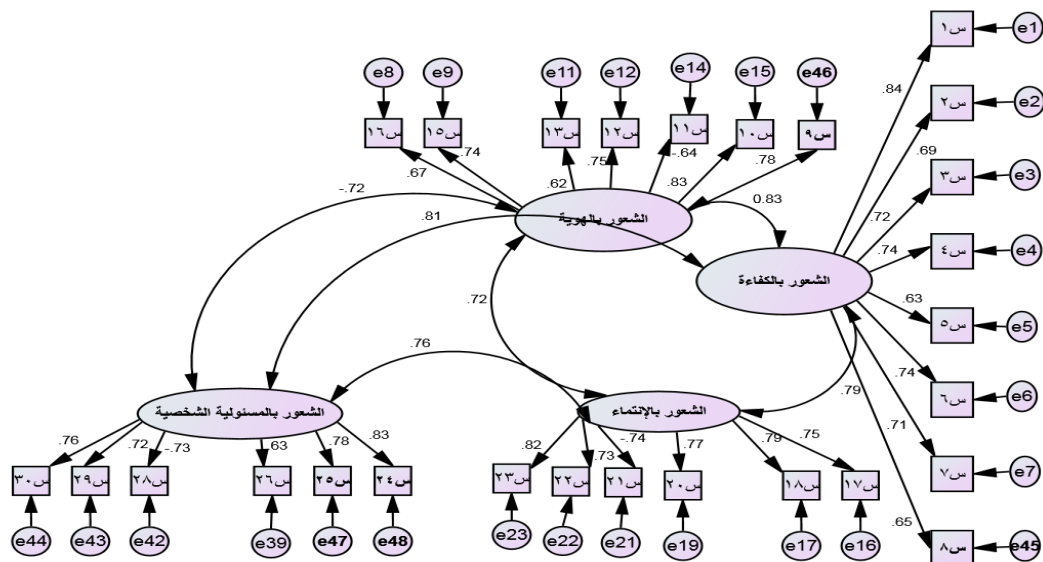 e1
س١
e8
e9
e11
e12
e14
e15
e46
.84
س٢
e2
س١٦
س١٥
س١٣
س١٢
س١١
س١٠
س٩
.69
.74
.67
.62
.75
-.64
.83
.78
س٣
e3
-.72
.81
الشعور بالهوية
0.83
.72
س٤
e4
.74
الشعور بالكفاءة
.72
.63
س٥
e5
.76
.74
.79
س٦
e6
الشعور بالمسئولية الشخصية
الشعور بالإنتماء
.71
.76
.72
-.73
.63
.78
.83
.82
.73
-.74
.77
.79
.75
س٧
e7
س٣٠
س٢٩
س٢٨
س٢٦
س٢٥
س٢٤
س٢٣
س٢٢
س٢١
س٢٠
س١٨
س١٧
.65
e44
e43
e42
e39
e47
e48
e23
e22
e21
e19
e17
e16
س٨
e45